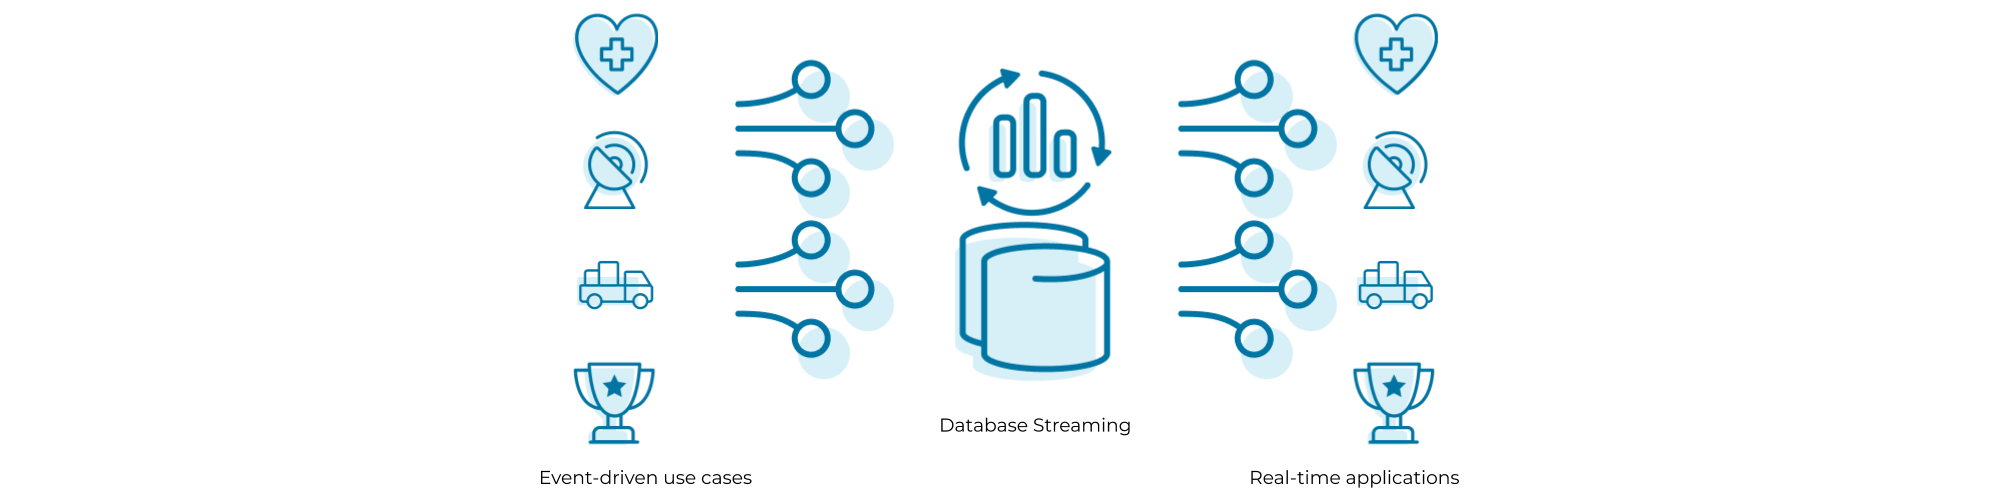 Database Streaming
Event-driven use cases
Real-time applications